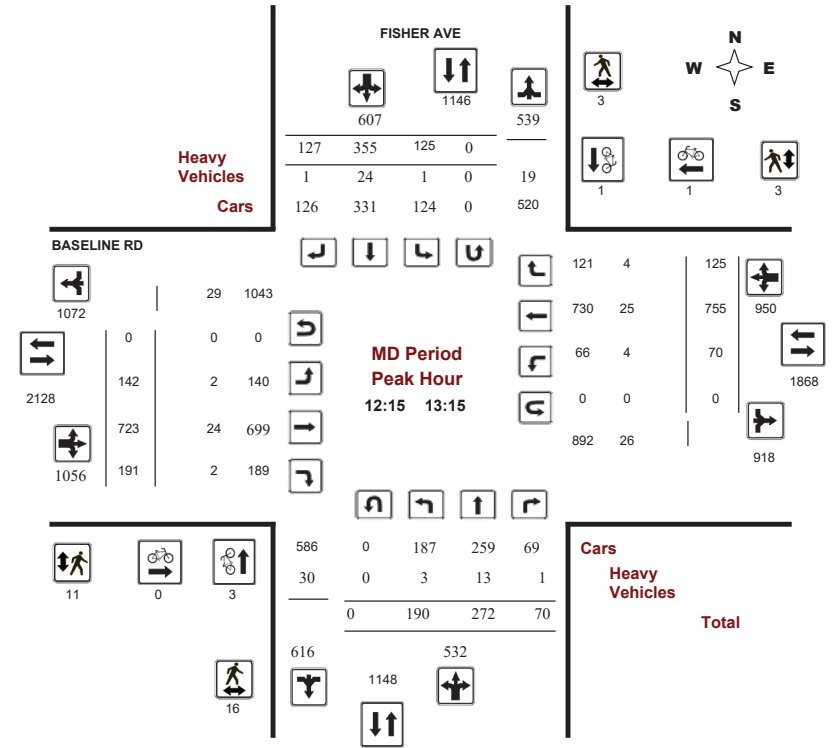 FISHER AVE
N
W E
S
1146
3
607 539
127 355 125 0
Heavy
Vehicles 1 24 1 0 19
Cars 126 331 124 0 520
1 1 3
BASELINE RD
121 4 125
1072 29 1043
730 25 755 950
0 0 0
MD Period
Peak Hour
12:15 13:15
66 4 70
2128 142 2 140
1868
0 0 0
723 24 699
892 26
918
1056 191 2 189
586 0 187 259 69 Cars
30 0 3 13 1 Heavy
Vehicles
11 0 3
0 190 272 70 Total
616 532
1148
16